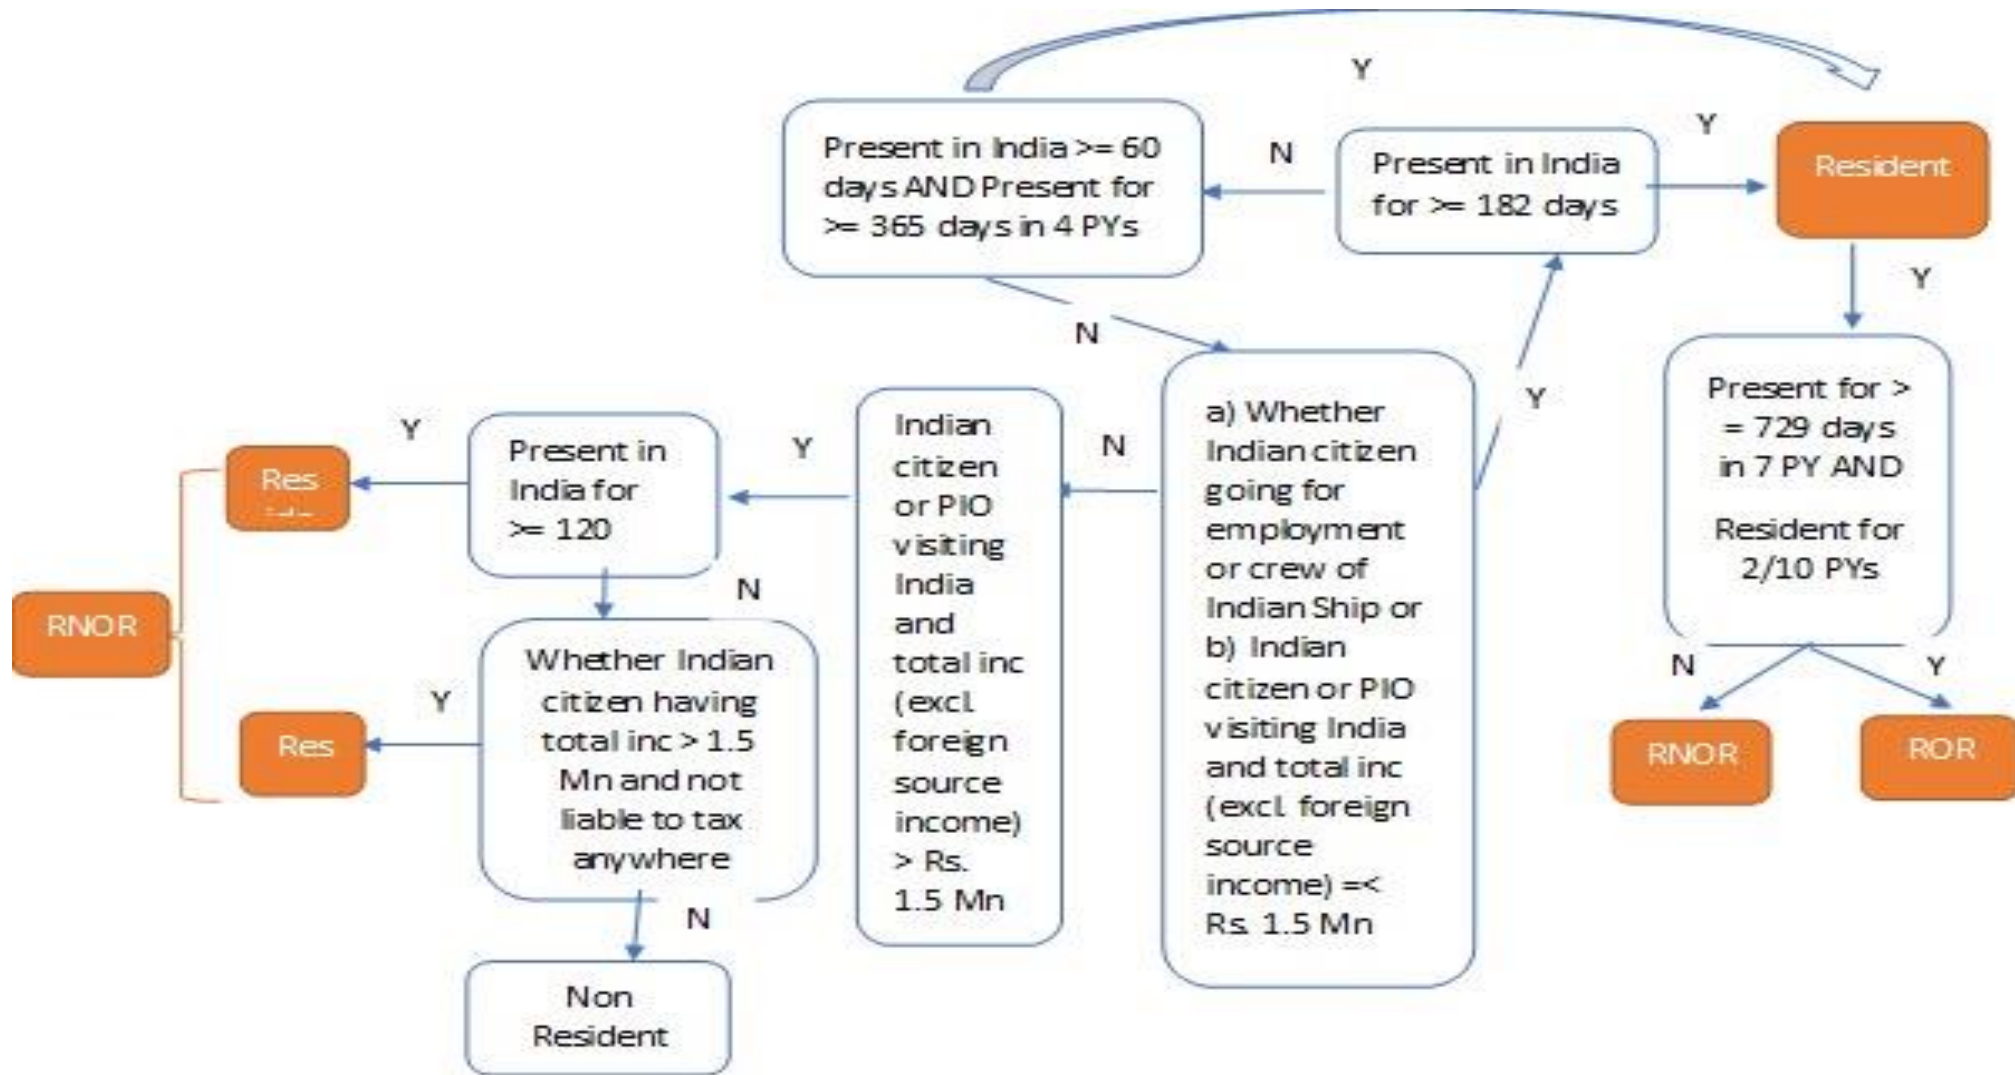 Y
Present in India >= 60
days AND Present for
>= 365 days in 4 PYs
N
Present in India
for >= 182 days
Y
Resident
Y
N
Y
Present for >
= 729 days
in 7 PY AND
Resident for
2/10 PYs
N
Y
RNOR
ROR
a) Whether
Indian citizen
going for
employment
or crew of
Indian Ship or
b) Indian
citizen or PIO
visiting India
and total inc
(excl. foreign
source
income) =<
Rs. 1.5 Mn
N
Indian
citizen
or PIO
visiting
India
and
total inc
(excl.
foreign
source
income)
> Rs.
1.5 Mn
Y
Present in
India for
>= 120
Y
Res
N
Whether Indian
citizen having
total inc > 1.5
Mn and not
liable to tax
anywhere
Y
Res
RNOR
N
Non
Resident